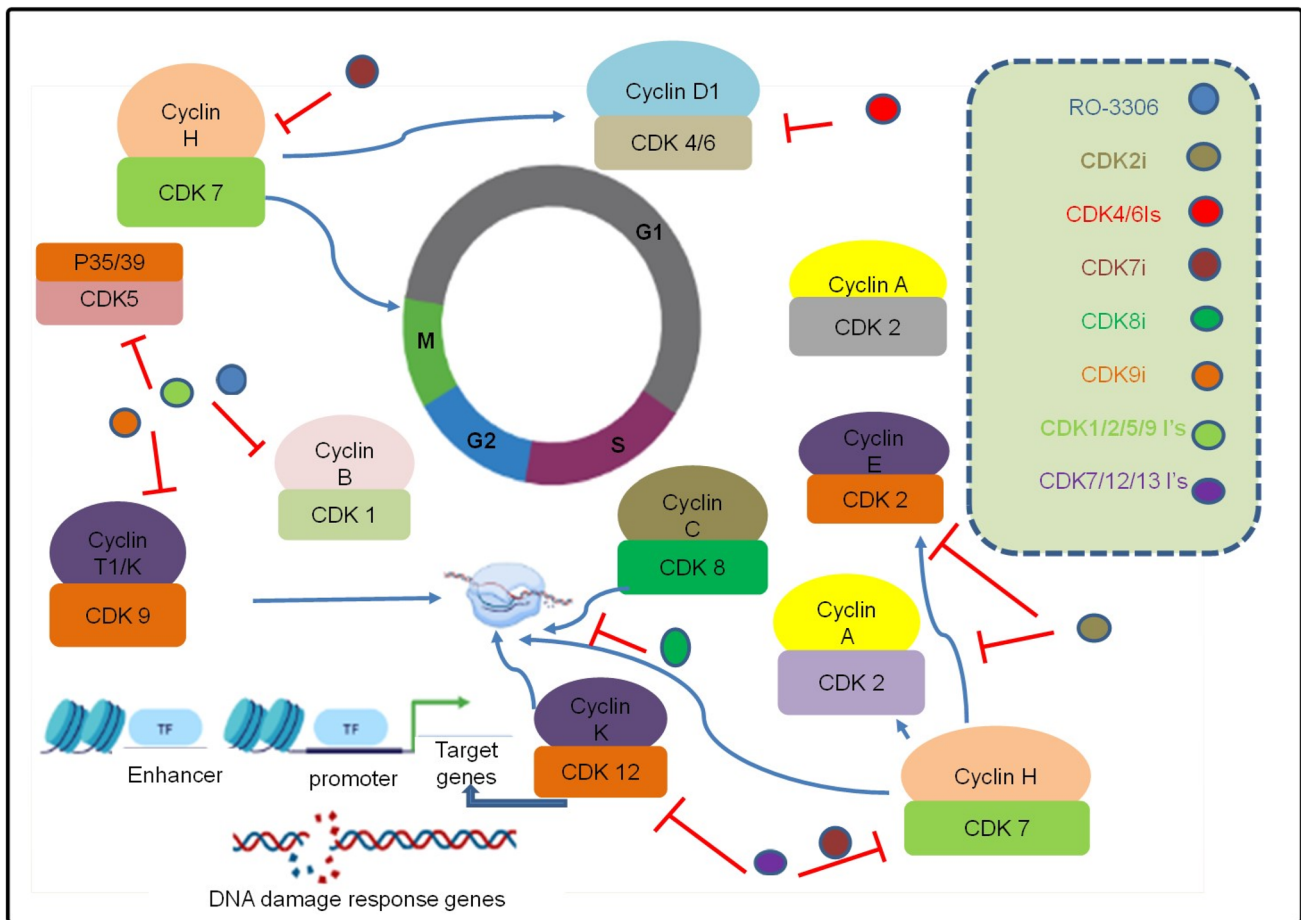 Cyclin
H
CDK 7
Cyclin D1
CDK 4/6
RO-3306
CDK2i
CDK4/6Is
CDK7i
CDK8i
CDK9i
CDK1/2/5/9 I's
CDK7/12/13 I's
P35/39
CDK5
G1
M
G2
S
Cyclin A
CDK 2
Cyclin
B
CDK 1
Cyclin
E
CDK 2
Cyclin
T1/K
CDK 9
Cyclin
C
CDK 8
Cyclin
A
CDK 2
TF
Enhancer
TF
promoter
Target
genes
Cyclin
K
CDK 12
Cyclin H
CDK 7
DNA damage response genes